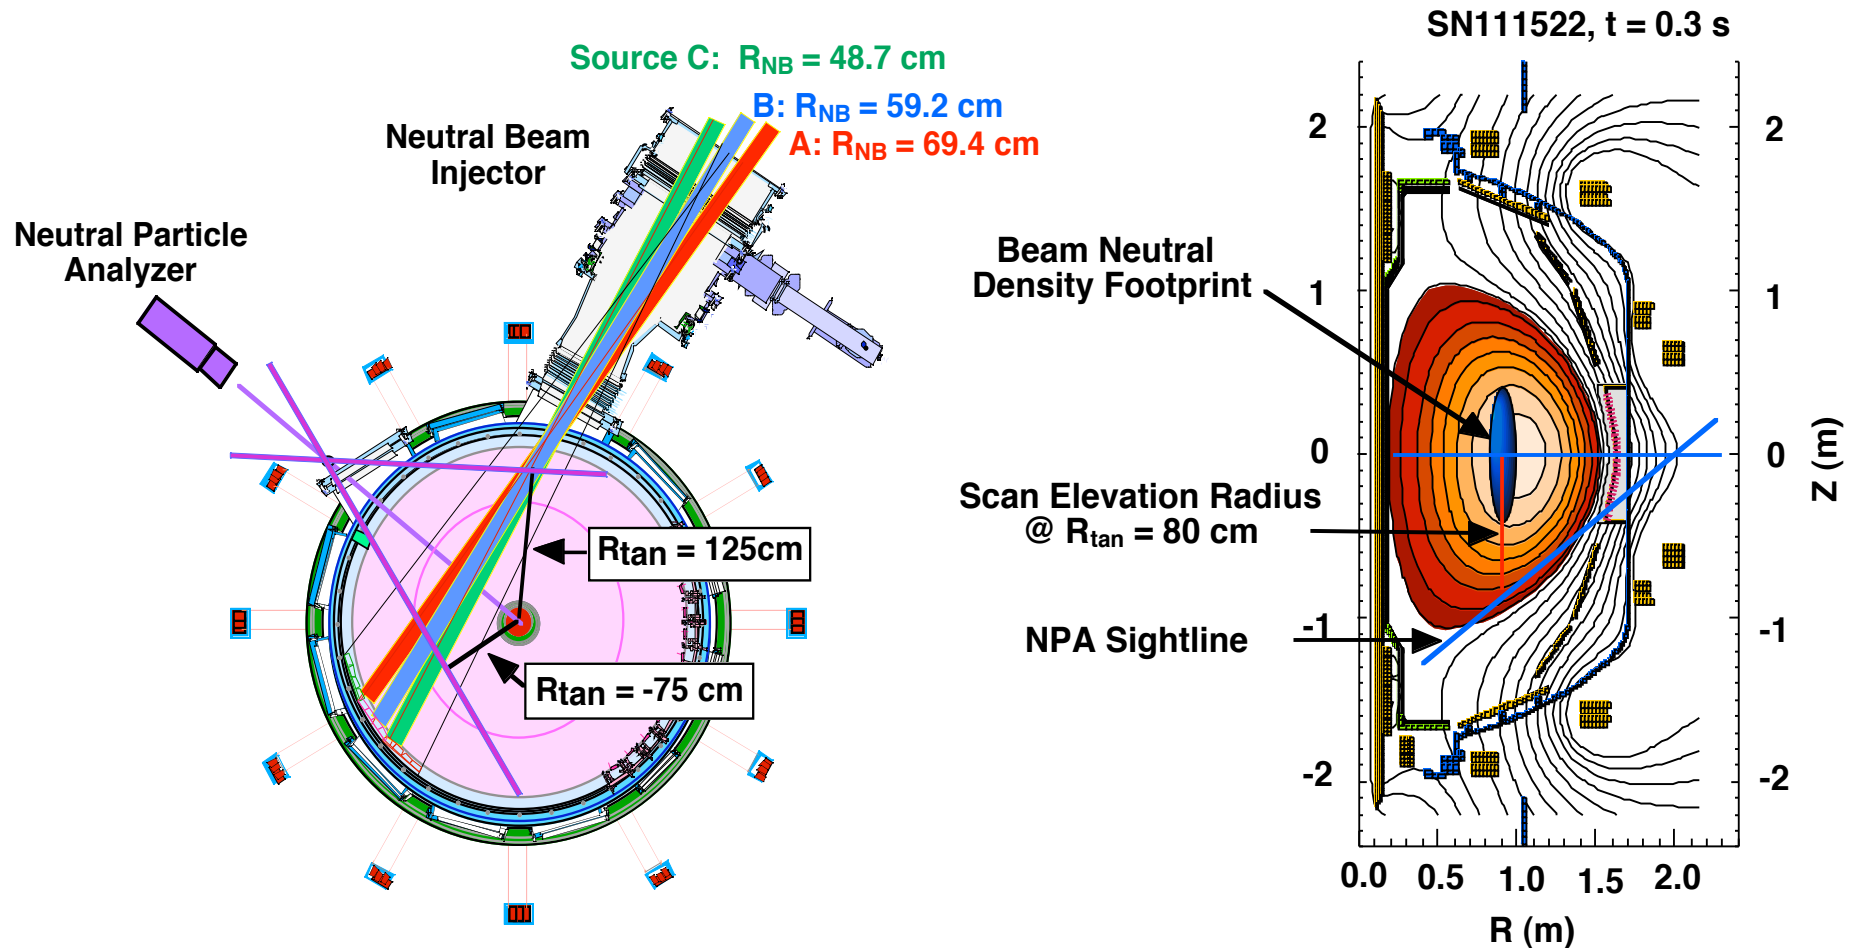 Source C: RNB = 48.7 cm
B: RNB = 59.2 cm
A: RNB = 69.4 cm
Neutral Beam
Injector
Neutral Particle
Analyzer
Rtan = 125cm
Rtan = -75 cm
SN111522, t = 0.3 s
Beam Neutral
Density Footprint
Scan Elevation Radius
@ Rtan = 80 cm
NPA Sightline
2
1
0
-1
-2
2
1
0
-1
-2
Z (m)
0.0 0.5 1.0 1.5 2.0
R (m)